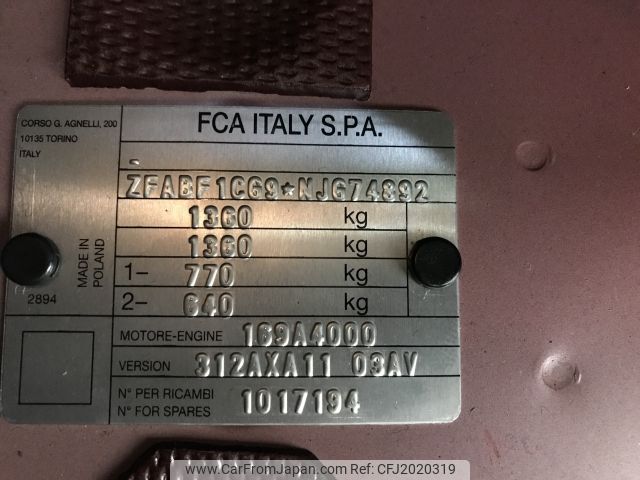 CORSO G. AGNELLI, 200
10135 TORINO
ITALY
FCA ITALY S.P.A.
ZFABF1C69*NJG74892
1360 kg
1360 kg
1- 770 kg
2- 640 kg
MADE IN
POLAND
2894
MOTORE-ENGINE 169A4000
VERSION 312AXA11 03AV
N° PER RICAMBI
N° FOR SPARES
1017194
www.CarFromJapan.com | Car Ref No: CFJ2020319